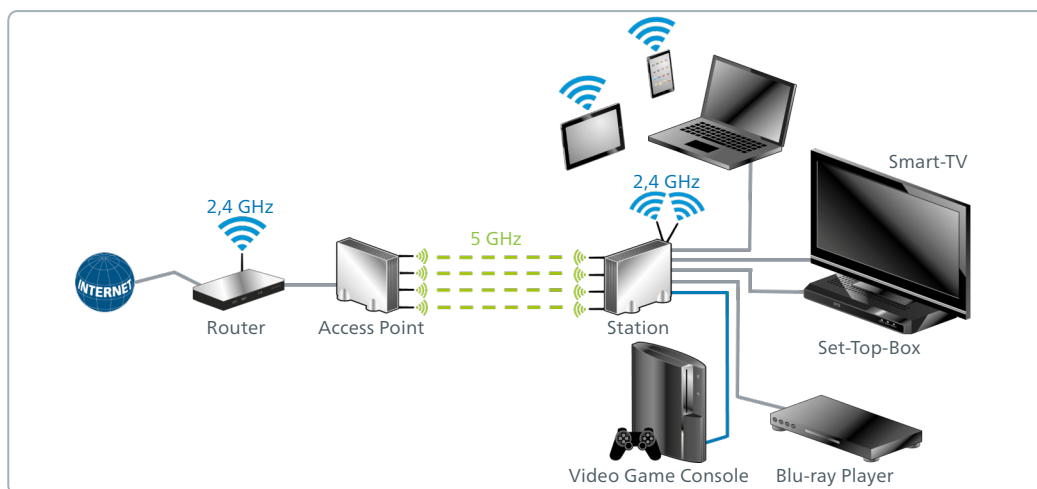 Smart-TV
2,4 GHz
2,4 GHz
5 GHz
INTERNET
Router
Access Point
Station
Set-Top-Box
Video Game Console
Blu-ray Player